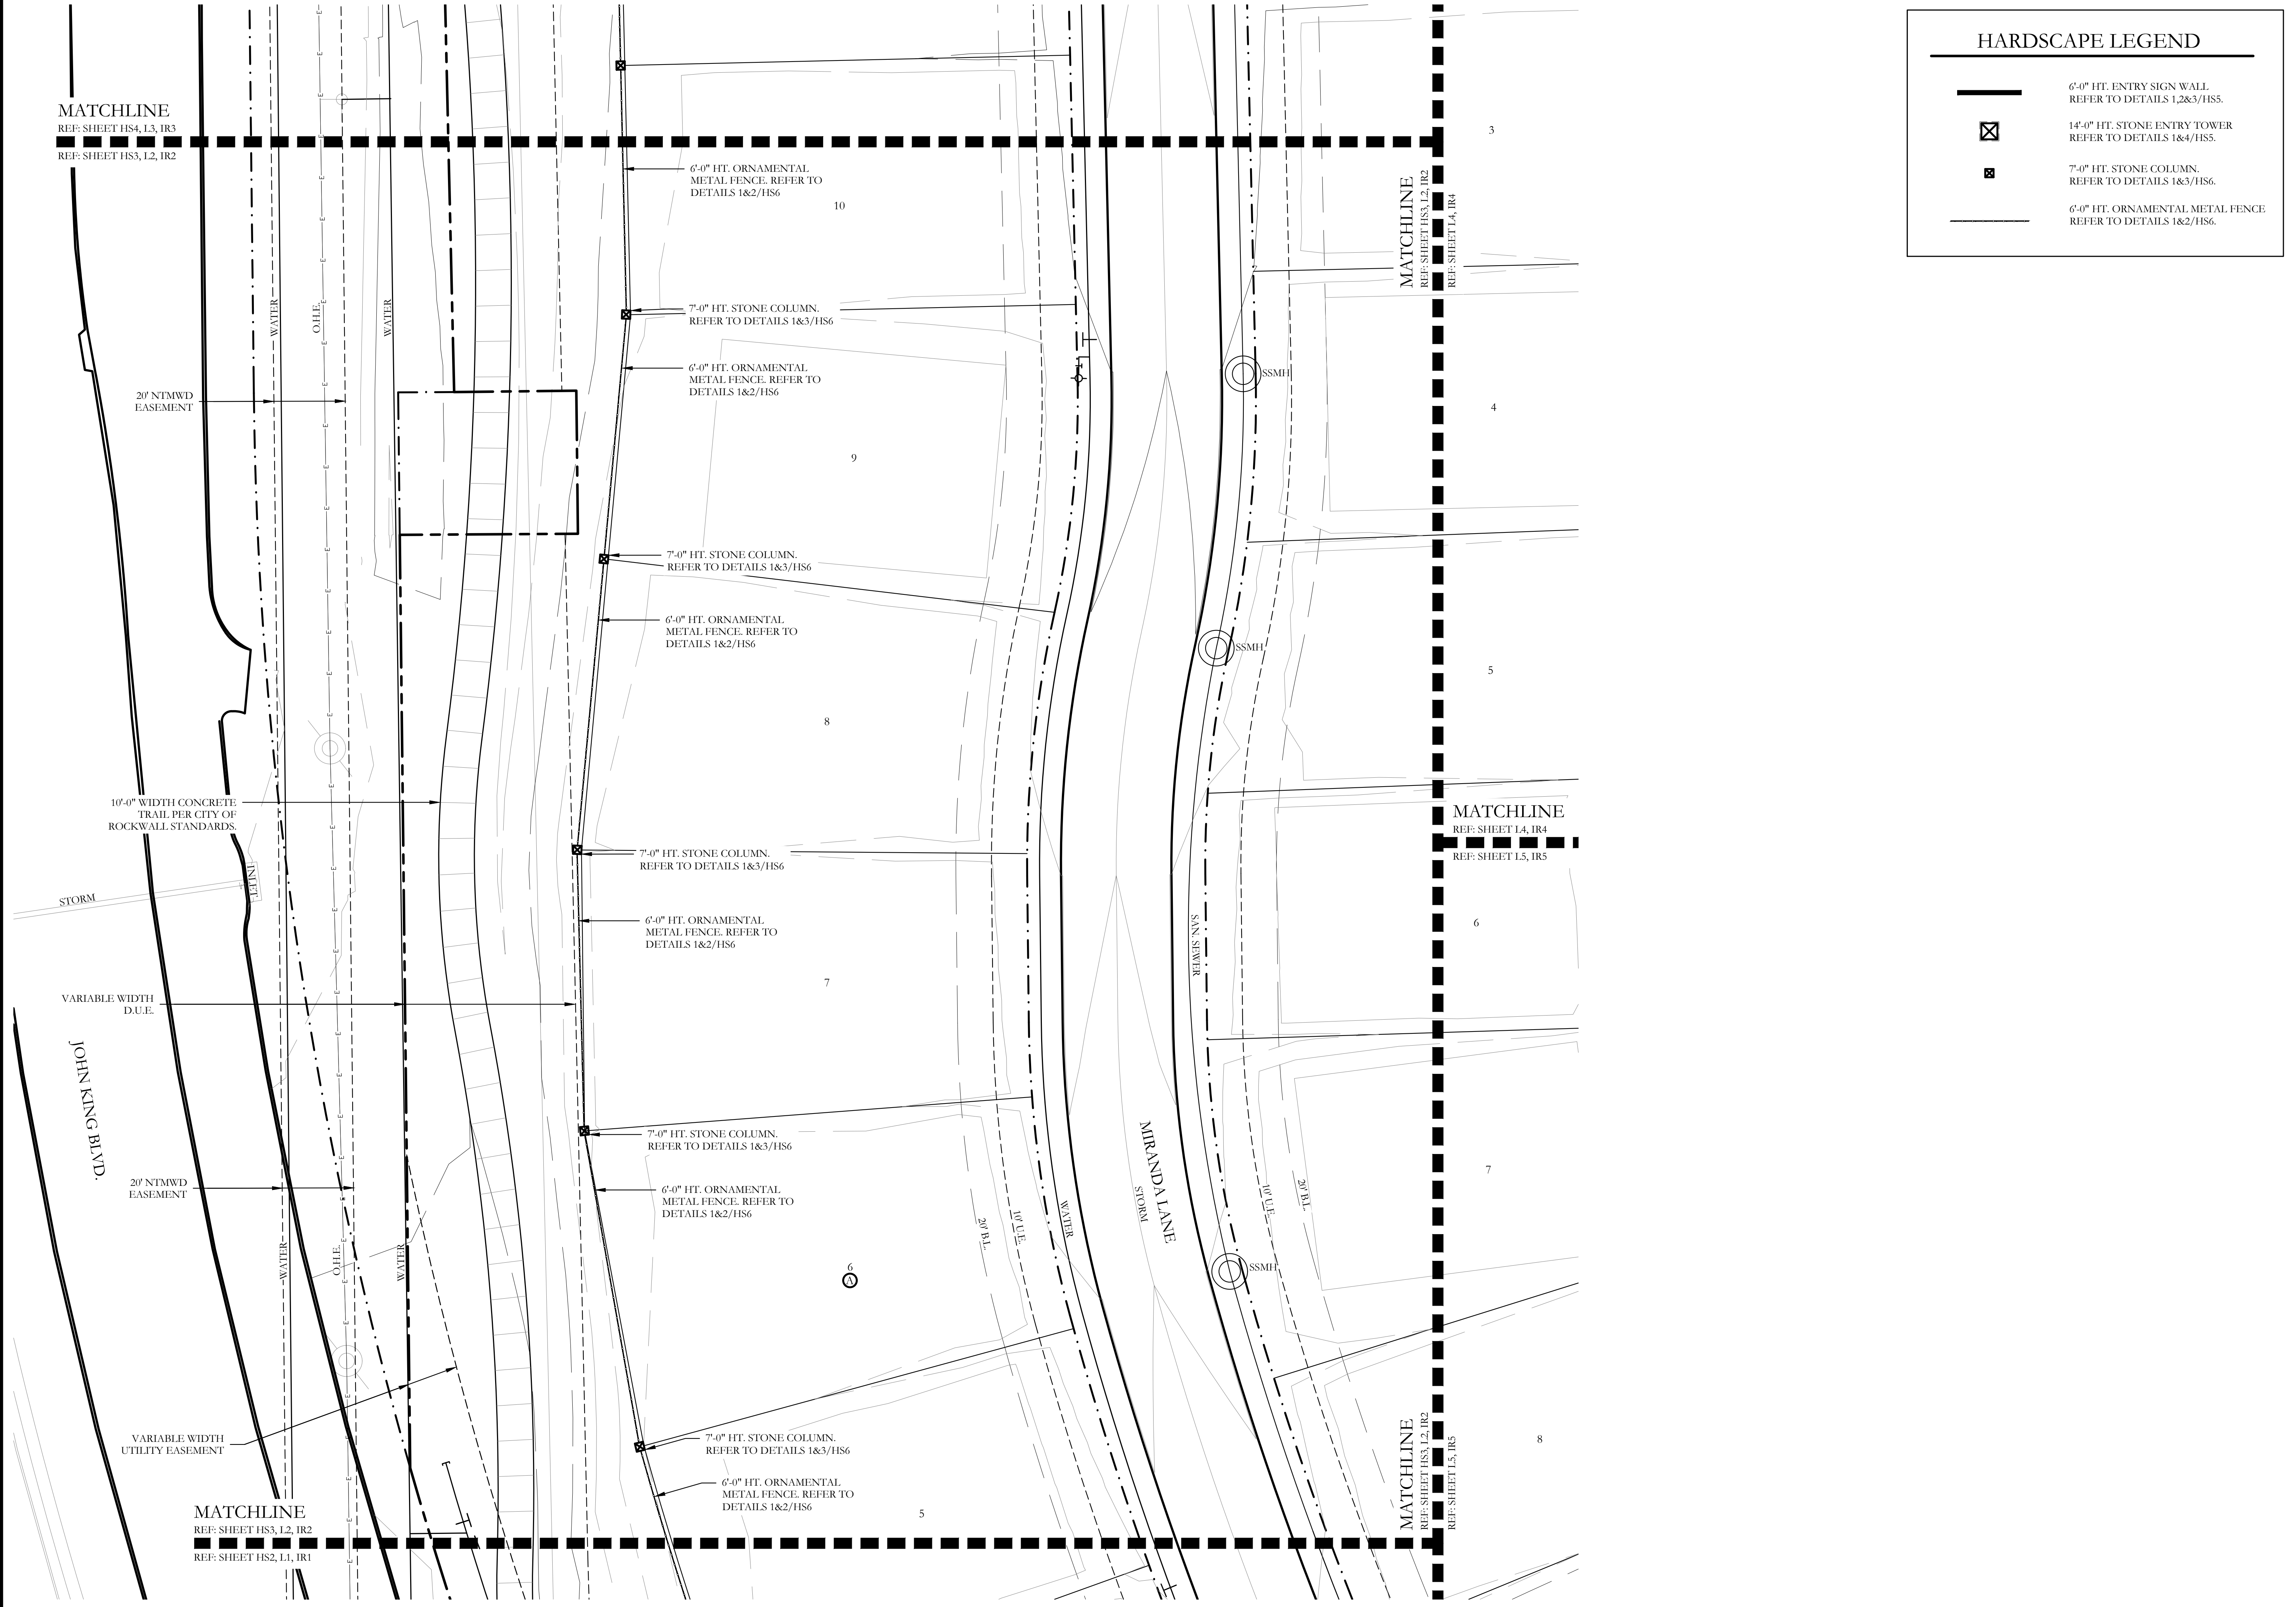 HARDSCAPE LEGEND
6'-0" HT. ENTRY SIGN WALL
REFER TO DETAILS 1,2&3/HS5.
14'-0" HT. STONE ENTRY TOWER
REFER TO DETAILS 1&4/HS5.
7'-0" HT. STONE COLUMN.
REFER TO DETAILS 1&3/HS6.
6'-0" HT. ORNAMENTAL METAL FENCE
REFER TO DETAILS 1&2/HS6.
MATCHLINE
REF: SHEET HS4, L3, IR3
REF: SHEET HS3, L2, IR2
3
6'-0" HT. ORNAMENTAL
METAL FENCE. REFER TO
DETAILS 1&2/HS6
10
MATCHLINE
REF: SHEET HS3, L2, IR2
REF: SHEET L4, IR4
WATER
O.H.E.
WATER
7'-0" HT. STONE COLUMN.
REFER TO DETAILS 1&3/HS6
6'-0" HT. ORNAMENTAL
METAL FENCE. REFER TO
DETAILS 1&2/HS6
SSMH
20' NTMWD
EASEMENT
4
9
7'-0" HT. STONE COLUMN.
REFER TO DETAILS 1&3/HS6
6'-0" HT. ORNAMENTAL
METAL FENCE. REFER TO
DETAILS 1&2/HS6
SSMH
5
8
10'-0" WIDTH CONCRETE
TRAIL PER CITY OF
ROCKWALL STANDARDS.
MATCHLINE
REF: SHEET L4, IR4
REF: SHEET L5, IR5
7'-0" HT. STONE COLUMN.
REFER TO DETAILS 1&3/HS6
INLET
STORM
6'-0" HT. ORNAMENTAL
METAL FENCE. REFER TO
DETAILS 1&2/HS6
SAN. SEWER
6
7
VARIABLE WIDTH
D.U.E.
JOHN KING BLVD.
7'-0" HT. STONE COLUMN.
REFER TO DETAILS 1&3/HS6
MIRANDA LANE
7
20' NTMWD
EASEMENT
6'-0" HT. ORNAMENTAL
METAL FENCE. REFER TO
DETAILS 1&2/HS6
20' B.L.
10' U.E.
WATER
STORM
10' U.E.
20' B.L.
WATER
O.H.E.
WATER
6
A
SSMH
VARIABLE WIDTH
UTILITY EASEMENT
7'-0" HT. STONE COLUMN.
REFER TO DETAILS 1&3/HS6
8
6'-0" HT. ORNAMENTAL
METAL FENCE. REFER TO
DETAILS 1&2/HS6
5
MATCHLINE
REF: SHEET HS3, L2, IR2
REF: SHEET L5, IR5
MATCHLINE
REF: SHEET HS3, L2, IR2
REF: SHEET HS2, L1, IR1